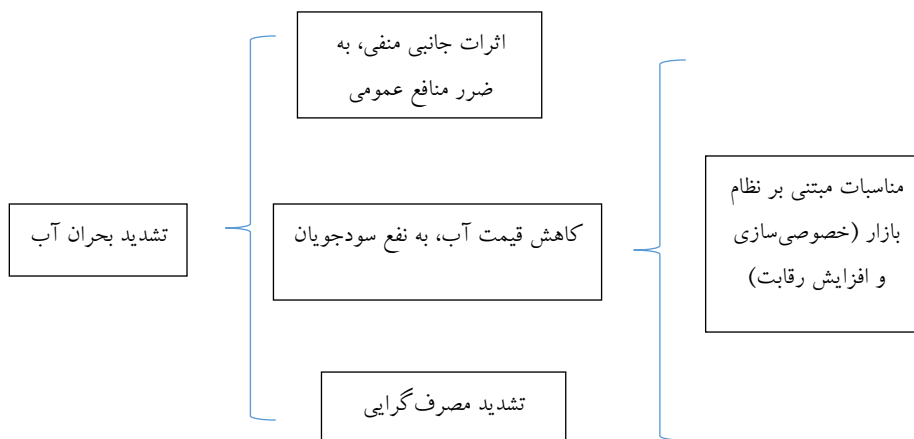 مناسبات مبتنی بر نظام
بازار (خصوصی‌سازی
و افزایش رقابت)
اثرات جانبی منفی، به
ضرر منافع عمومی
کاهش قیمت آب، به نفع سودجویان
تشدید مصرف‌گرایی
تشدید بحران آب